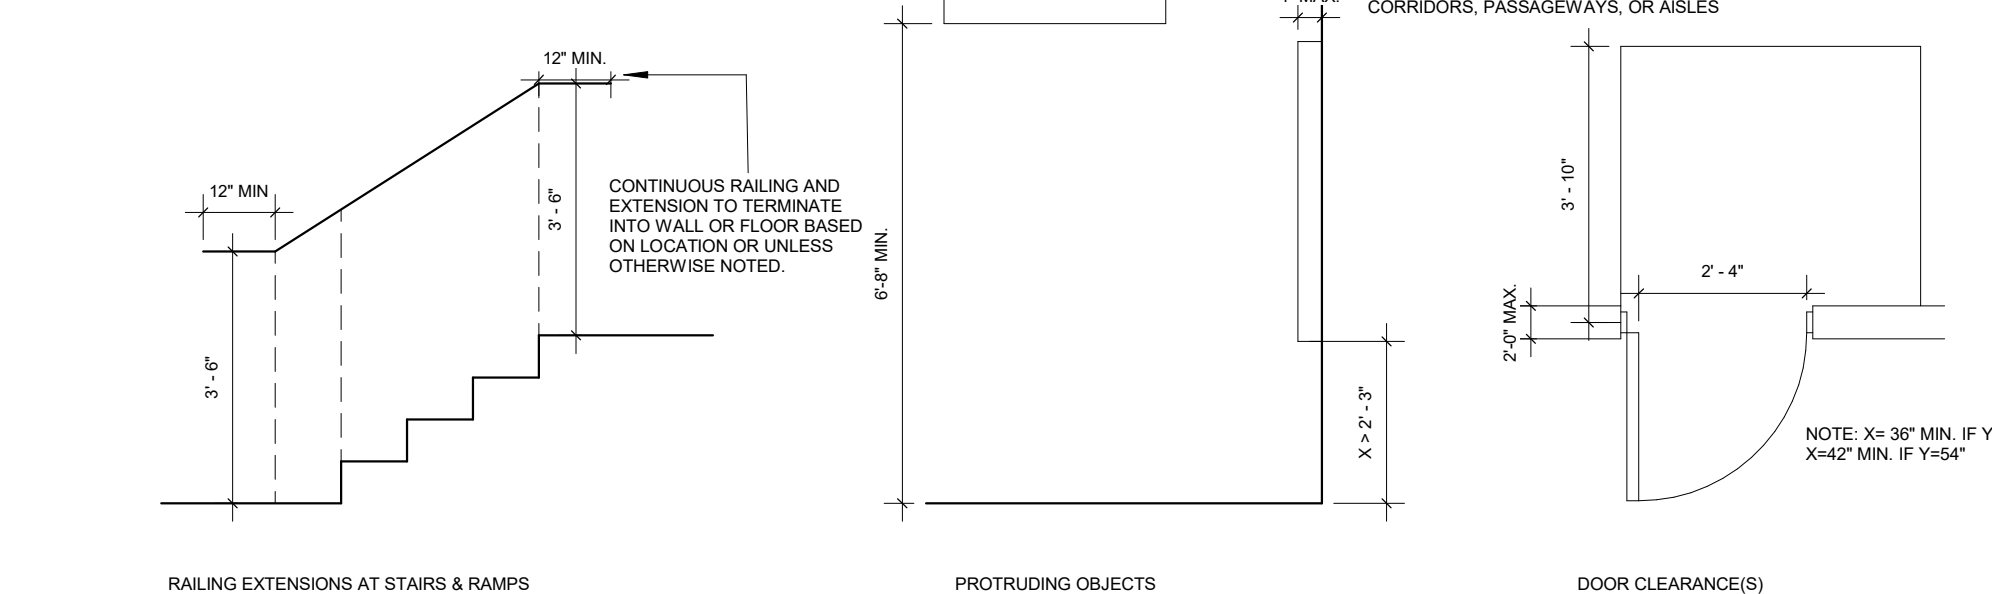 12" MIN.
12" MIN
3' - 6"
3' - 6"
CONTINUOUS RAILING AND
EXTENSION TO TERMINATE
INTO WALL OR FLOOR BASED
ON LOCATION OR UNLESS
OTHERWISE NOTED.
RAILING EXTENSIONS AT STAIRS & RAMPS
MAX.
CORRIDORS, PASSAGEWAYS, OR AISLES
6'-8" MIN.
X > 2' - 3"
PROTRUDING OBJECTS
3' - 10"
2' - 4"
2'-0" MAX.
NOTE: X= 36" MIN. IF Y
X=42" MIN. IF Y=54"
DOOR CLEARANCE(S)